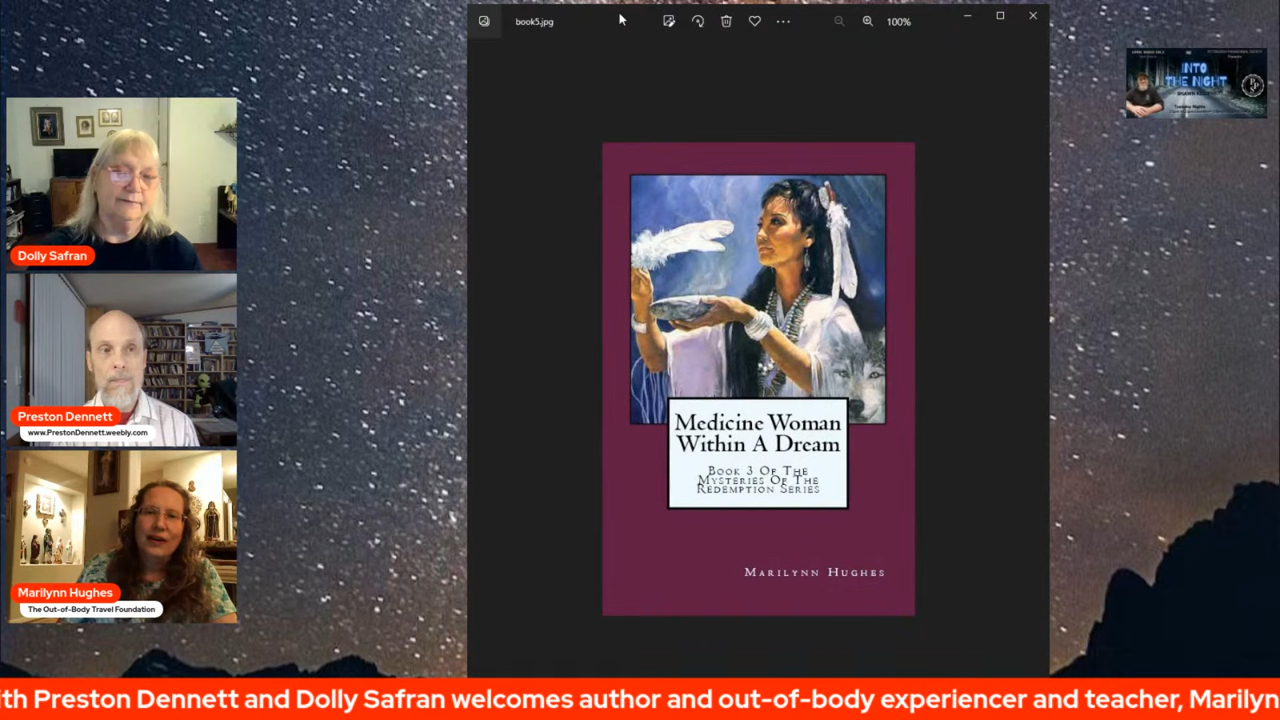 book5.jpg
100%
INTO
THE NIGHT
Dolly Safran
Preston Dennett
www.PrestonDennett.weebly.com
Marilynn Hughes
The Out-of-Body Travel Foundation
Medicine Woman
Within A Dream
Book 3 Of The
Mysteries Of The
Redemption Series
Marilynn Hughes
ith Preston Dennett and Dolly Safran welcomes author and out-of-body experiencer and teacher, Marilyn